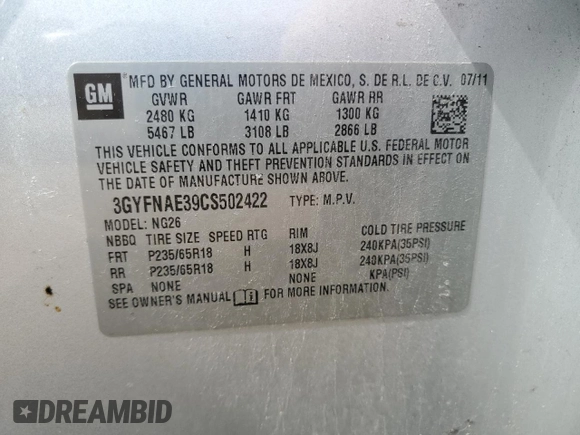 GM
MFD BY GENERAL MOTORS DE MEXICO, S. DE R.L. DE C.V. 07/11
GVWR GAWR FRT GAWR RR
2480 KG 1410 KG 1300 KG
5467 LB 3108 LB 2866 LB
THIS VEHICLE CONFORMS TO ALL APPLICABLE U.S. FEDERAL MOTOR
VEHICLE SAFETY AND THEFT PREVENTION STANDARDS IN EFFECT ON
THE DATE OF MANUFACTURE SHOWN ABOVE.
3GYFNAE39CS502422 TYPE: M.P.V.
MODEL: NG26
NBBQ TIRE SIZE SPEED RTG RIM COLD TIRE PRESSURE
FRT P235/65R18 H 18X8J 240KPA(35PSI)
RR P235/65R18 H 18X8J 240KPA(35PSI)
SPA NONE NONE KPA(PSI)
SEE OWNER'S MANUAL FOR MORE INFORMATION.
DREAMBID